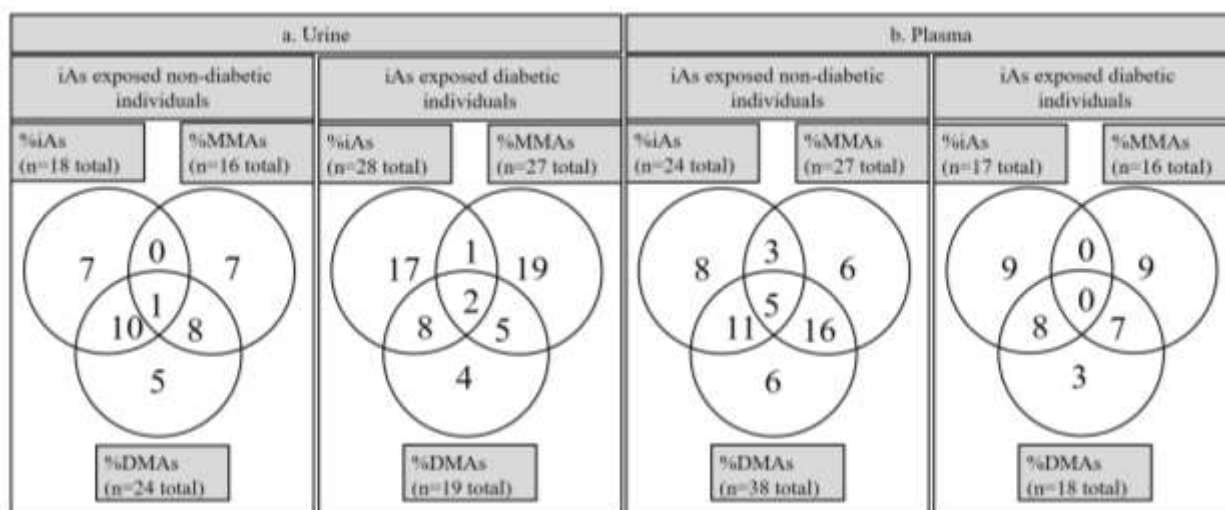 a. Urine
b. Plasma
iAs exposed non-diabetic
individuals
iAs exposed diabetic
individuals
iAs exposed non-diabetic
individuals
iAs exposed diabetic
individuals
%iAs
(n=18 total)
%MMAs
(n=16 total)
%iAs
(n=28 total)
%MMAs
(n=27 total)
%iAs
(n=24 total)
%MMAs
(n=27 total)
%iAs
(n=17 total)
%MMAs
(n=16 total)
7
0
7
1
10
8
5
17
1
19
2
8
5
4
8
3
6
5
11
16
6
9
0
9
0
8
7
3
%DMAs
(n=24 total)
%DMAs
(n=19 total)
%DMAs
(n=38 total)
%DMAs
(n=18 total)